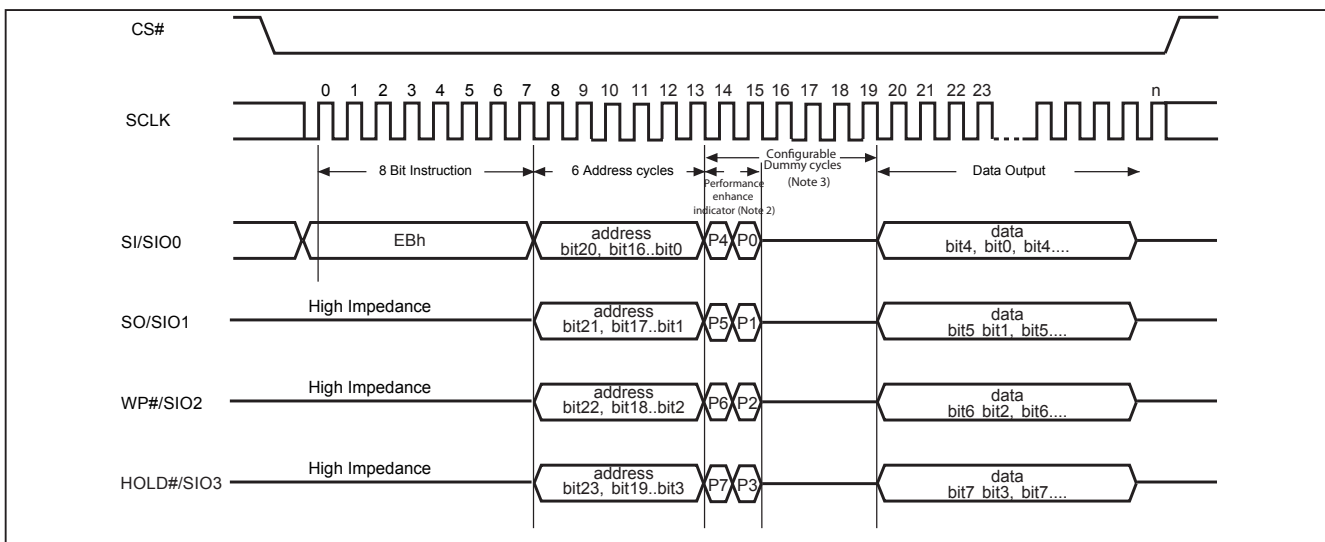 CS#
0 1 2 3 4 5 6 7 8 9 10 11 12 13 14 15 16 17 18 19 20 21 22 23 n
SCLK
Configurable
Dummy cycles
(Note 3)
8 Bit Instruction
6 Address cycles
Data Output
Performance
enhance
indicator (Note 2)
SI/SIO0
EBh
address
bit20, bit16..bit0
P4 P0
data
bit4, bit0, bit4....
SO/SIO1
High Impedance
address
bit21, bit17..bit1
P5 P1
data
bit5 bit1, bit5....
WP#/SIO2
High Impedance
address
bit22, bit18..bit2
P6 P2
data
bit6 bit2, bit6....
HOLD#/SIO3
High Impedance
address
bit23, bit19..bit3
P7 P3
data
bit7 bit3, bit7....